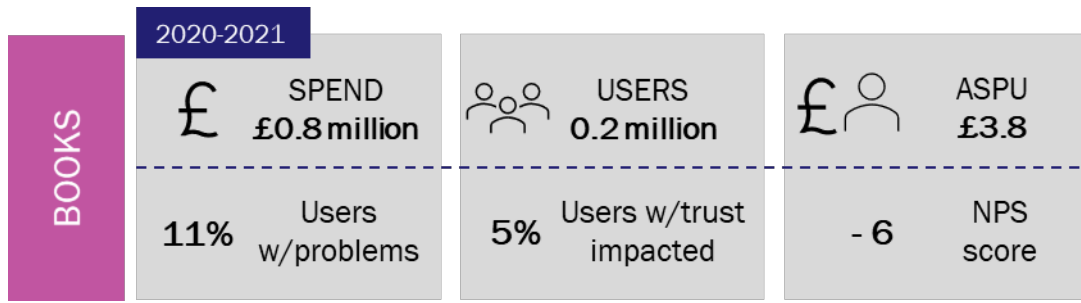 BOOKS
2020-2021
£
SPEND
£0.8 million
USERS
0.2 million
£
ASPU
£3.8
11%
Users
w/problems
5%
Users w/trust
impacted
- 6
NPS
score